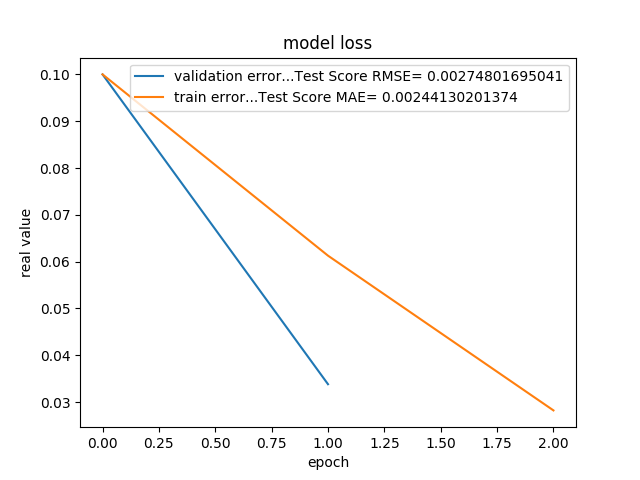 model loss
validation error...Test Score RMSE= 0.00274801695041
train error...Test Score MAE= 0.00244130201374
real value
0.10
0.09
0.08
0.07
0.06
0.05
0.04
0.03
0.00 0.25 0.50 0.75 1.00 1.25 1.50 1.75 2.00
epoch